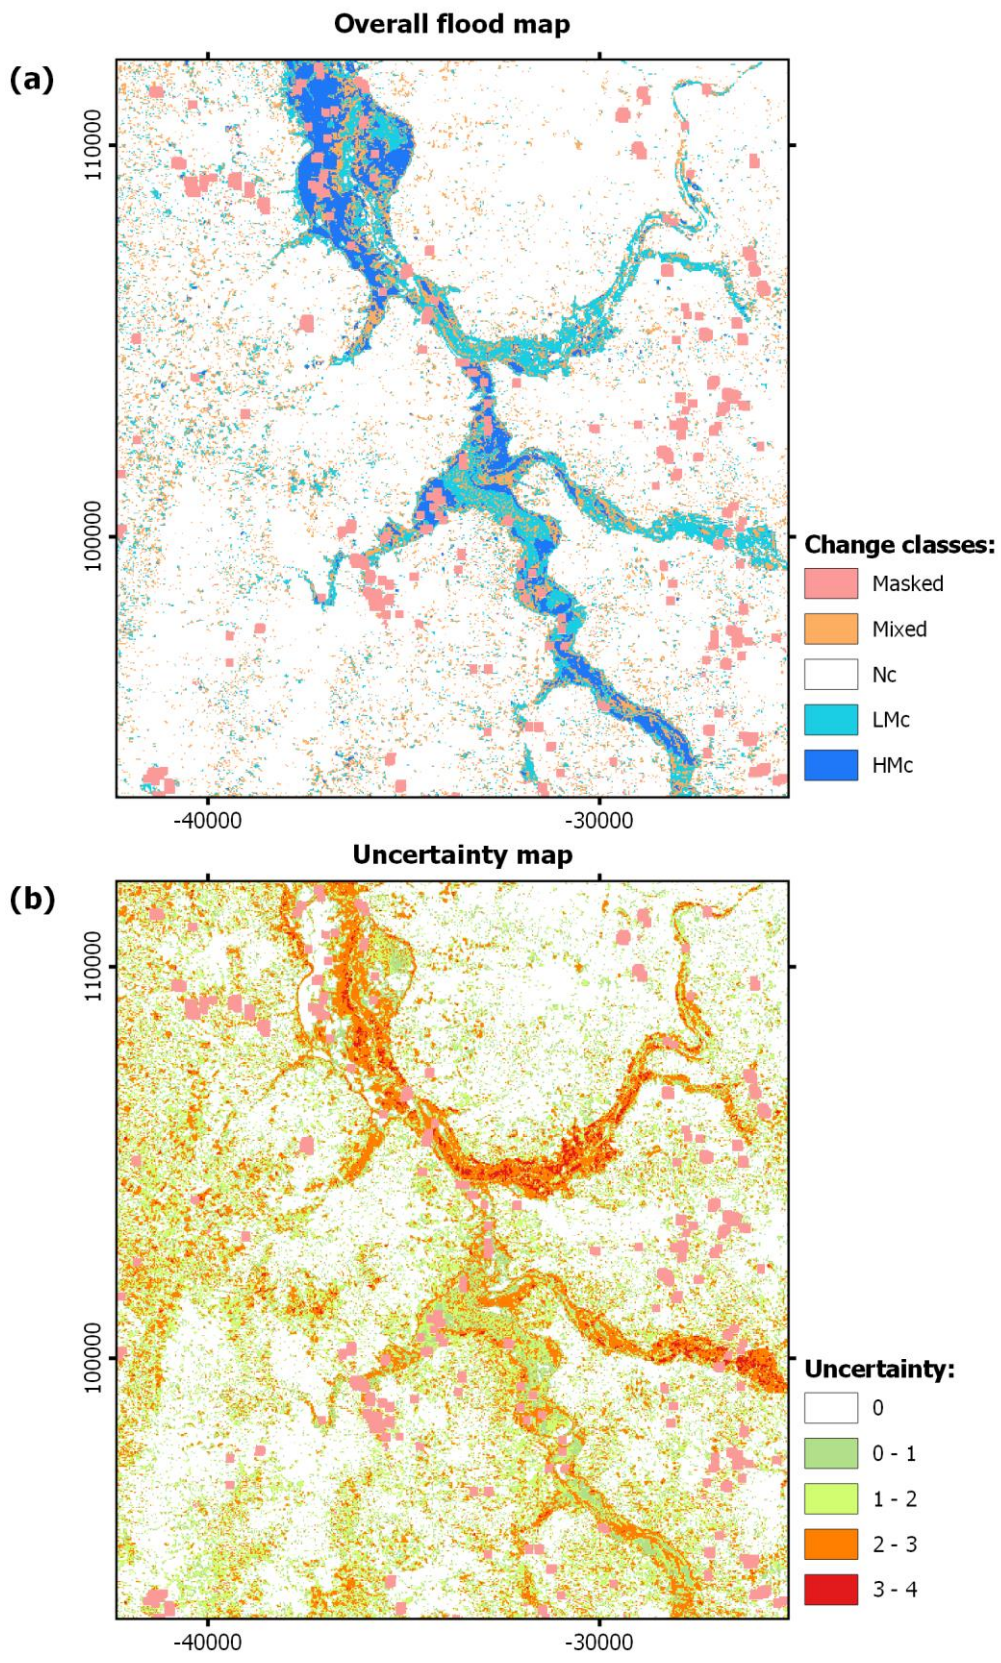 Overall flood map
(a)
110000
100000
-40000
-30000
Change classes:
Masked
Mixed
Nc
LMc
HMc
Uncertainty map
(b)
110000
100000
-40000
-30000
Uncertainty:
0
0 - 1
1 - 2
2 - 3
3 - 4